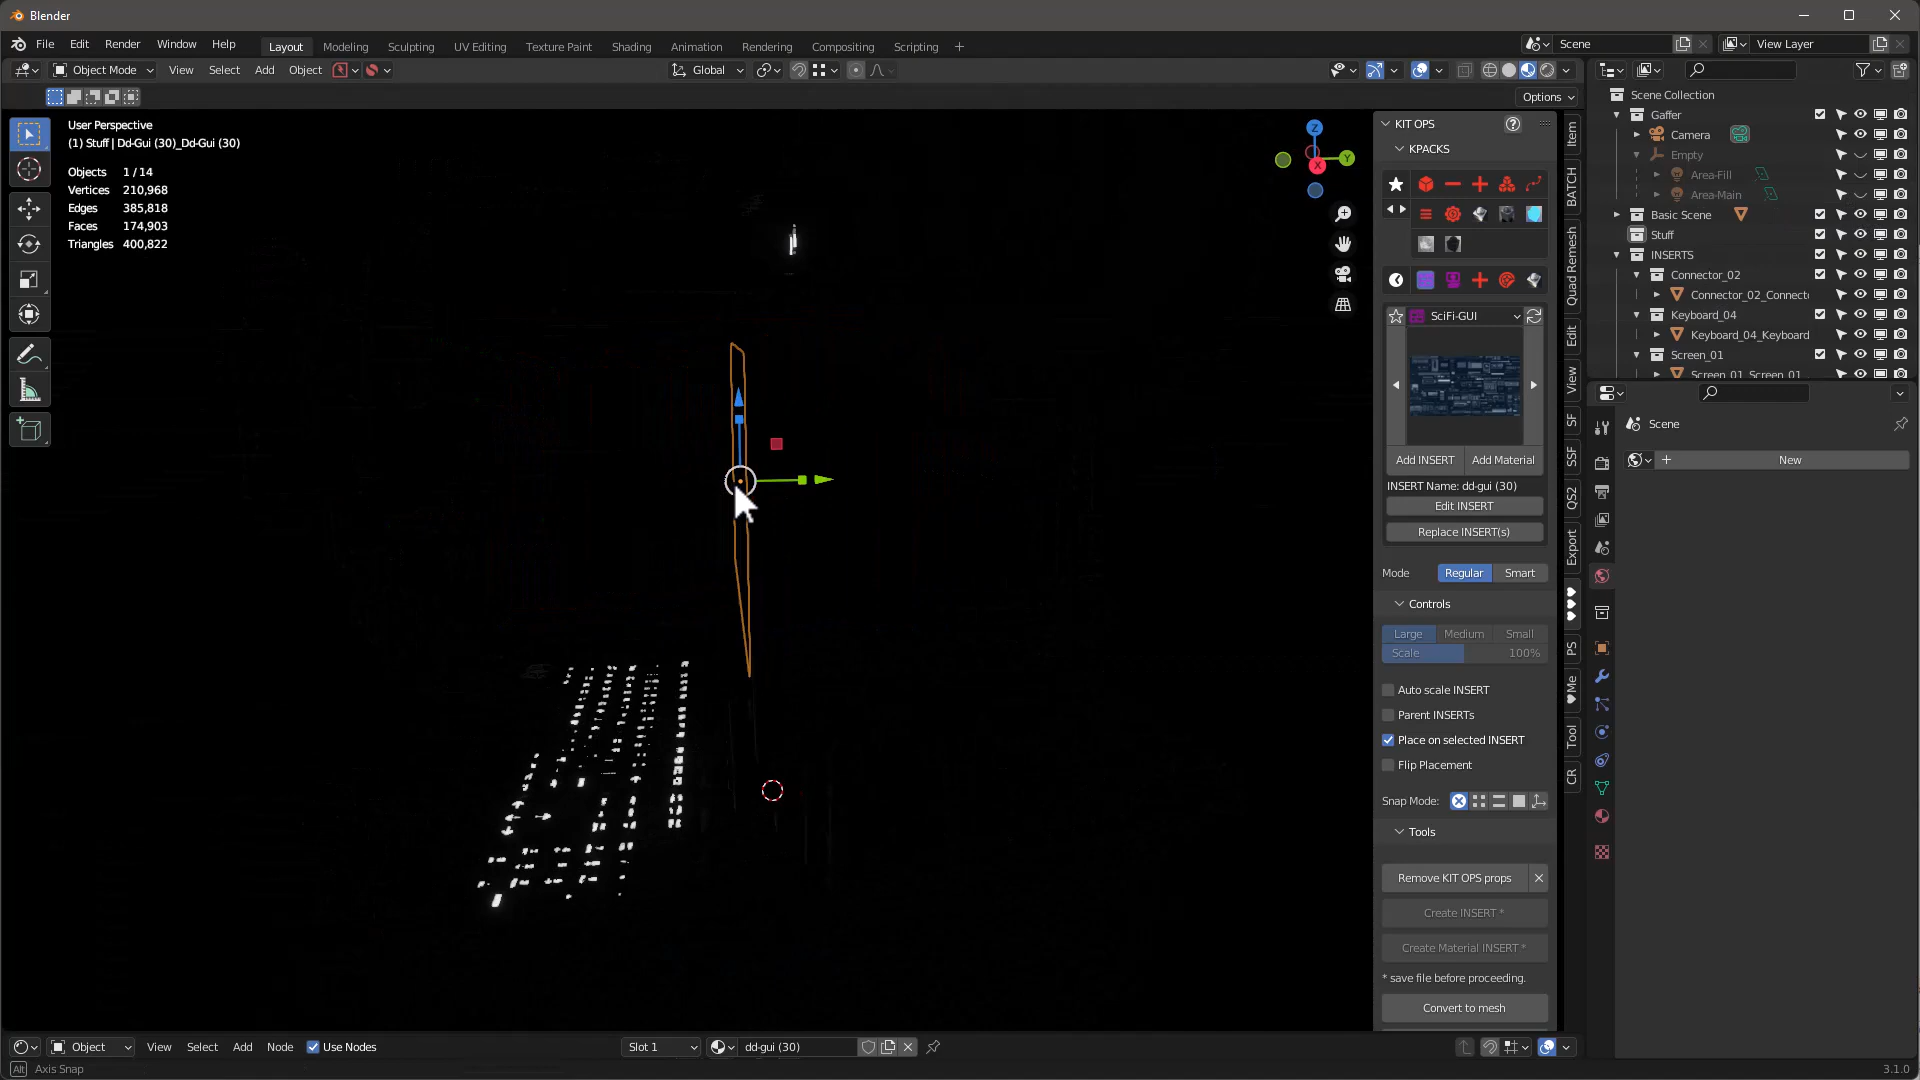 Blender
File Edit Render Window Help Layout Modeling Sculpting UV Editing Texture Paint Shading Animation Rendering Compositing Scripting Scene View Layer
Object Mode View Select Add Object Global
Options
User Perspective
(1) Stuff | Dd-Gui (30)_Dd-Gui (30)
Objects 1 / 14
Vertices 210,968
Edges 385,818
Faces 174,903
Triangles 400,822
Z
Y
X
KIT OPS
KPACKS
SciFi-GUI
Add INSERT Add Material
INSERT Name: dd-gui (30)
Edit INSERT
Replace INSERT(s)
Mode Regular Smart
Controls
Large Medium Small
Scale 100%
Auto scale INSERT
Parent INSERTs
Place on selected INSERT
Flip Placement
Snap Mode:
Tools
Remove KIT OPS props
Create INSERT *
Create Material INSERT *
* save file before proceeding.
Convert to mesh
Item
BATCH
Quad Remesh
Edit
View
SF
SSF
QS2
Export
♥♥♥
PS
♥Me
Tool
CR
Scene Collection
Gaffer
Camera
Empty
Area-Fill
Area-Main
Basic Scene
Stuff
INSERTS
Connector_02
Connector_02_Connecto
Keyboard_04
Keyboard_04_Keyboard
Screen_01
Screen_01_Screen_01
Scene
New
Object View Select Add Node Use Nodes Slot 1 dd-gui (30)
Alt Axis Snap 3.1.0